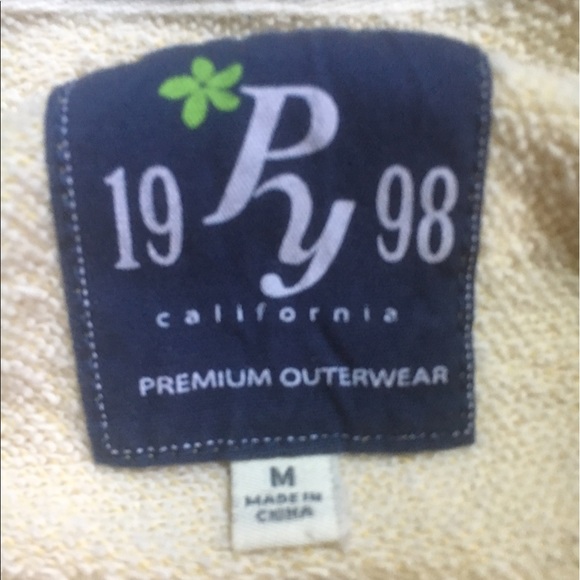 19 Py 98
california
PREMIUM OUTERWEAR
M
MADE IN
CHINA